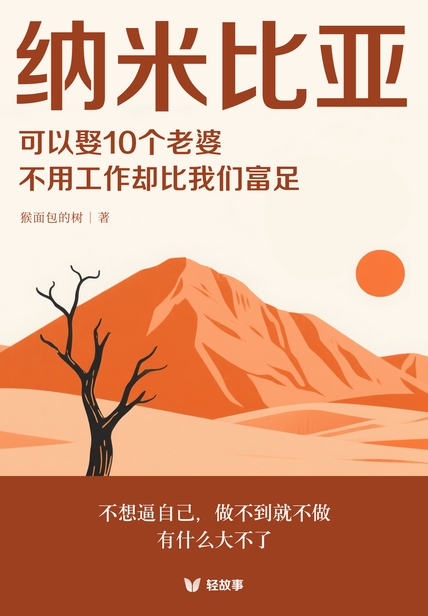 纳米比亚
可以娶10个老婆
不用工作却比我们富足
猴面包的树｜著
不想逼自己，做不到就不做
有什么大不了
轻故事